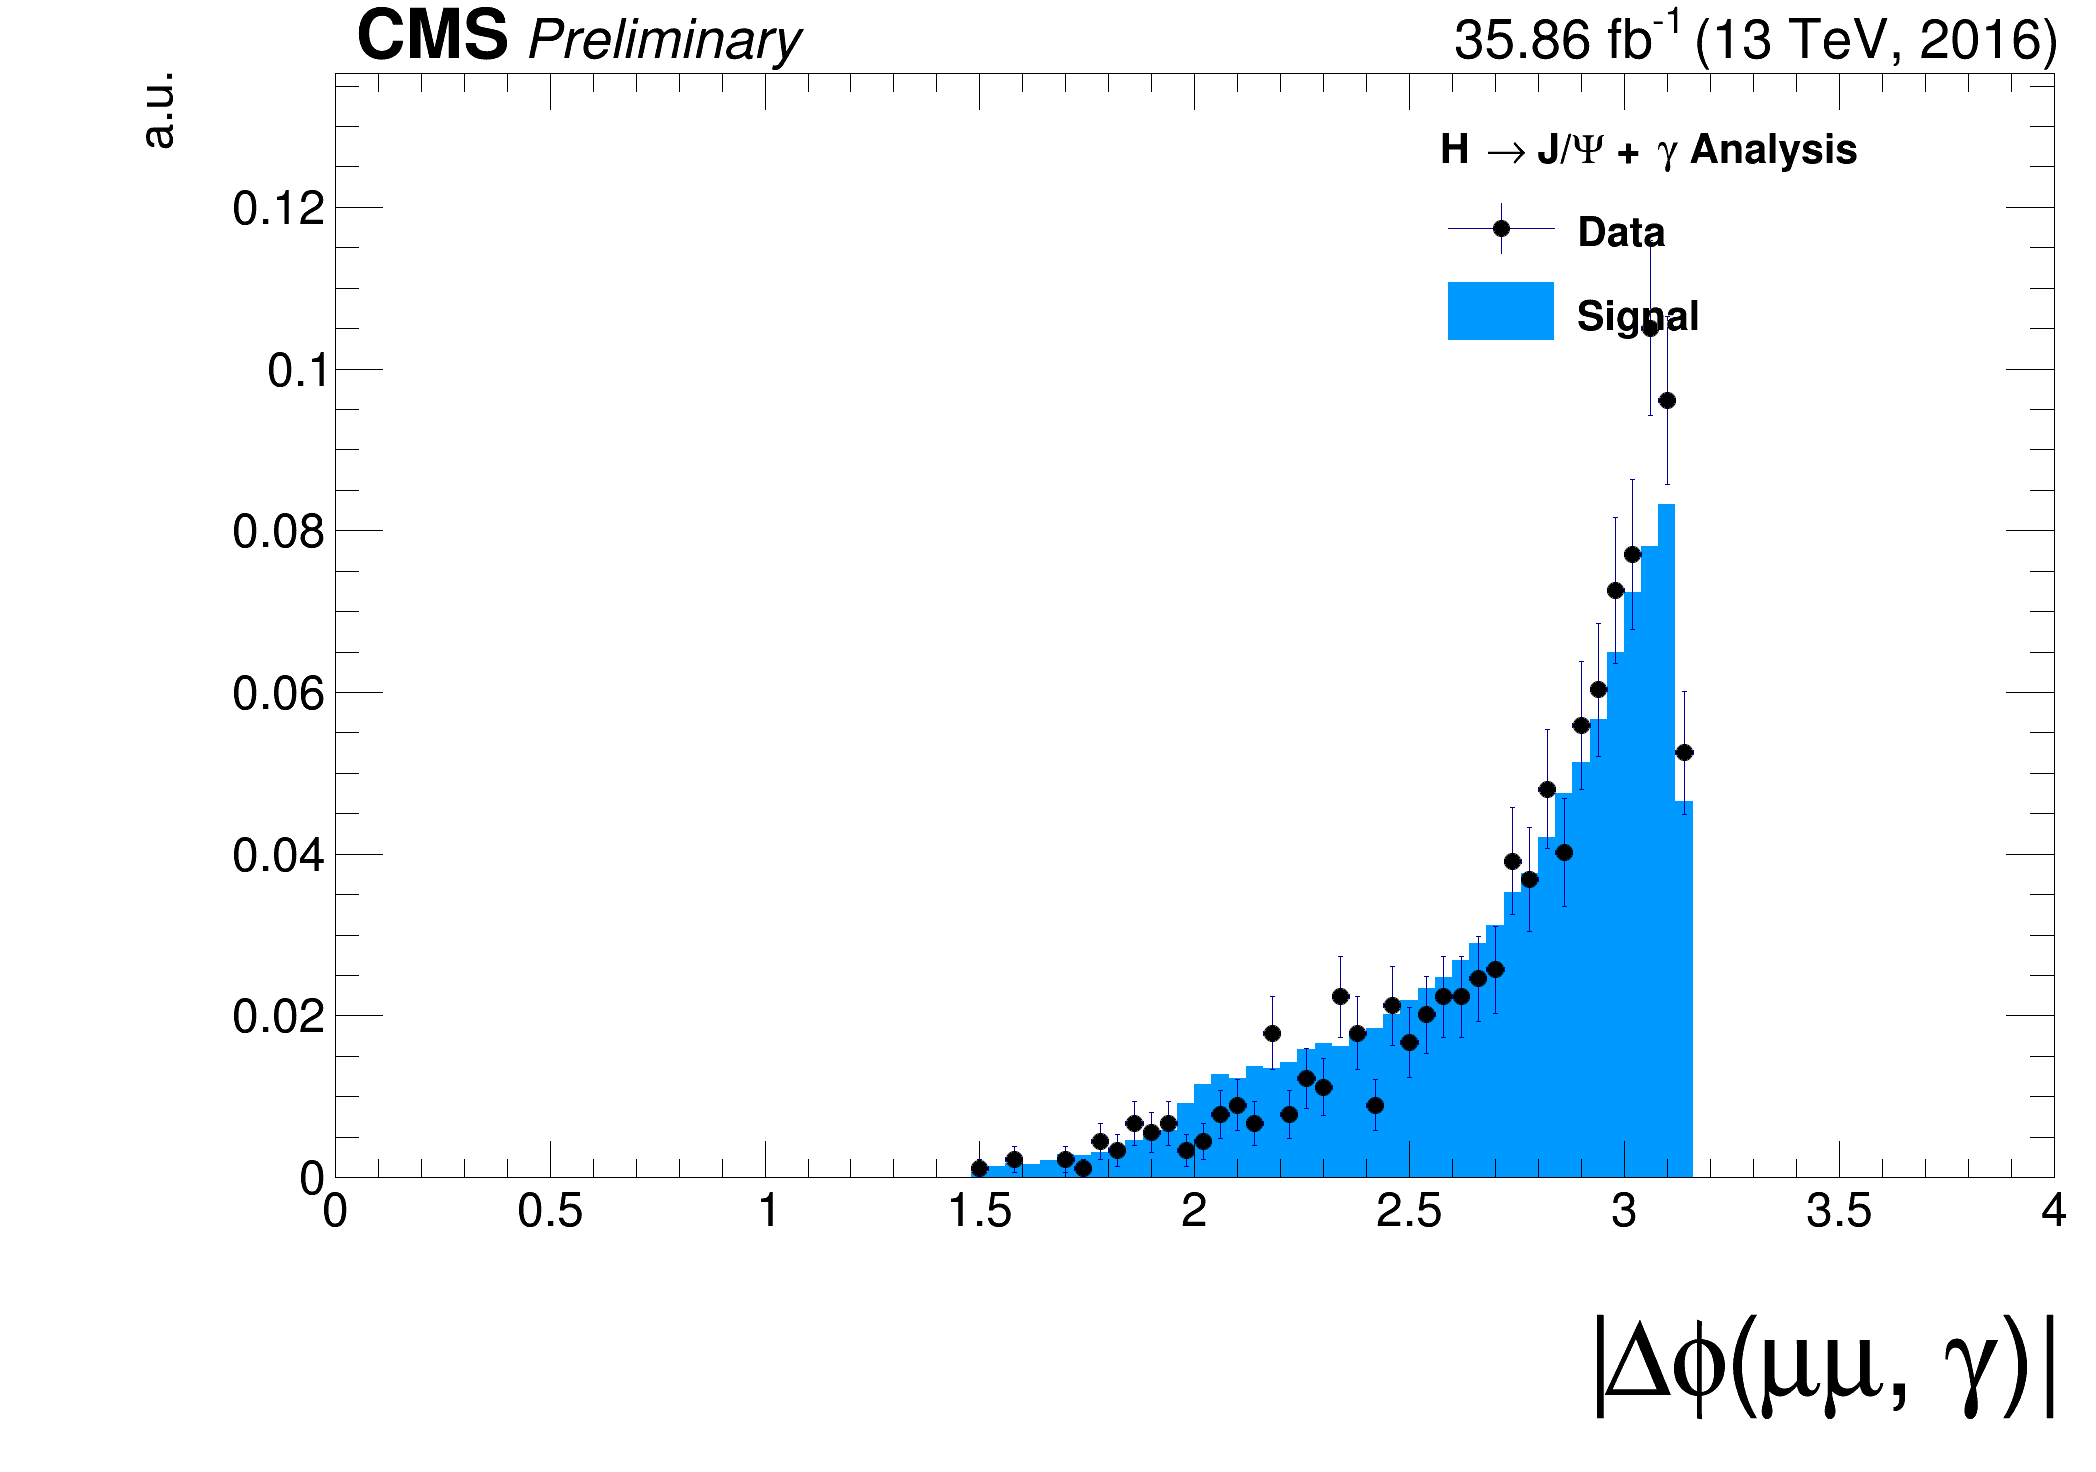 CMS Preliminary 35.86 fb⁻¹ (13 TeV, 2016)
a.u.
H → J/Ψ + γ Analysis
Data
Signal
0.12
0.1
0.08
0.06
0.04
0.02
0
0 0.5 1 1.5 2 2.5 3 3.5 4
|Δϕ(μμ, γ)|